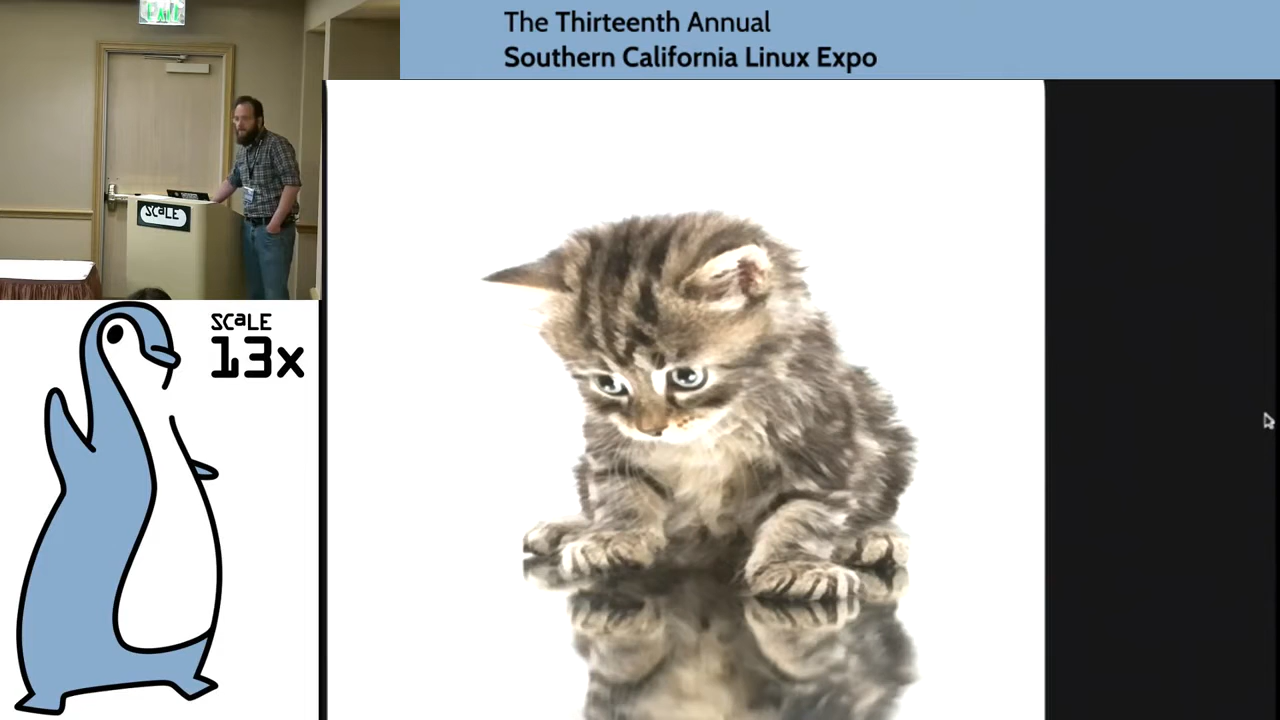 The Thirteenth Annual
Southern California Linux Expo
SCaLE
SCaLE
13x